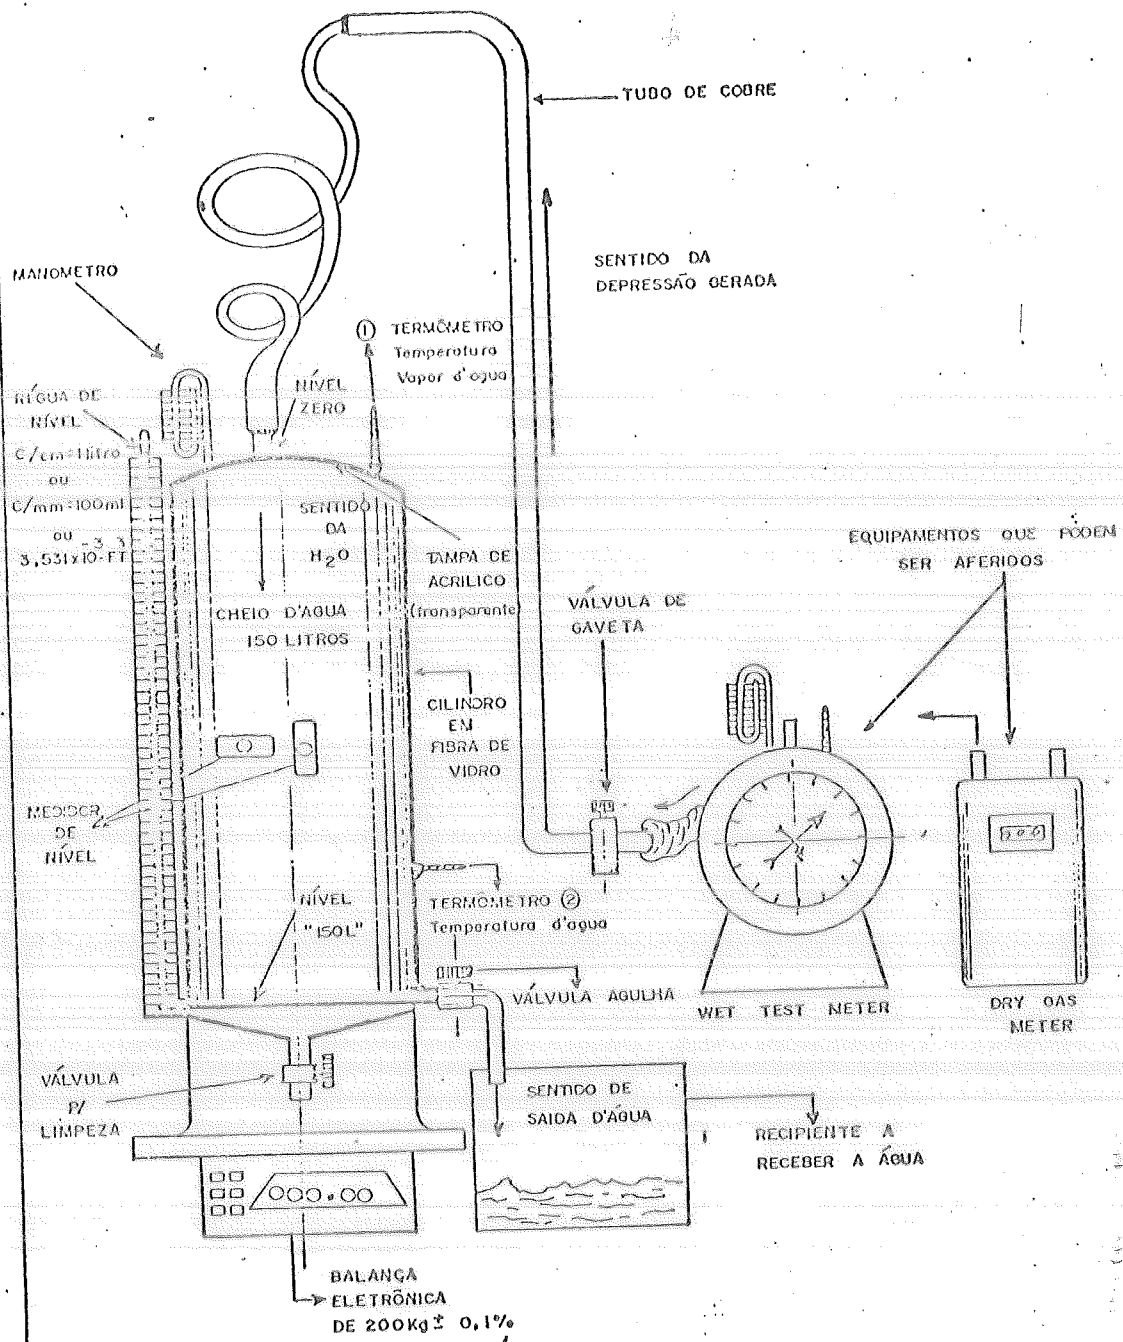 TUBO DE COBRE
SENTIDO DA
DEPRESSÃO GERADA
MANOMETRO
① TERMÔMETRO
Temperatura
Vapor d'agua
NÍVEL
ZERO
RÉGUA DE
NÍVEL
C/cm=1litro
ou
C/mm=100ml
ou
3,531x10-³FT³
SENTIDO
DA
H₂O
TAMPA DE
ACRILICO
(transparente)
CHEIO D'AGUA
150 LITROS
EQUIPAMENTOS QUE PODEM
SER AFERIDOS
VÁLVULA DE
GAVETA
CILINDRO
EM
FIBRA DE
VIDRO
MEDIDOR
DE
NÍVEL
NÍVEL
"150L"
TERMOMETRO ②
Temperatura d'agua
VÁLVULA AGULHA
WET TEST METER
DRY GAS
METER
VÁLVULA
P/
LIMPEZA
SENTIDO DE
SAIDA D'ÁGUA
RECIPIENTE A
RECEBER A ÁGUA
000.00
BALANÇA
ELETRÔNICA
DE 200Kg ± 0,1%